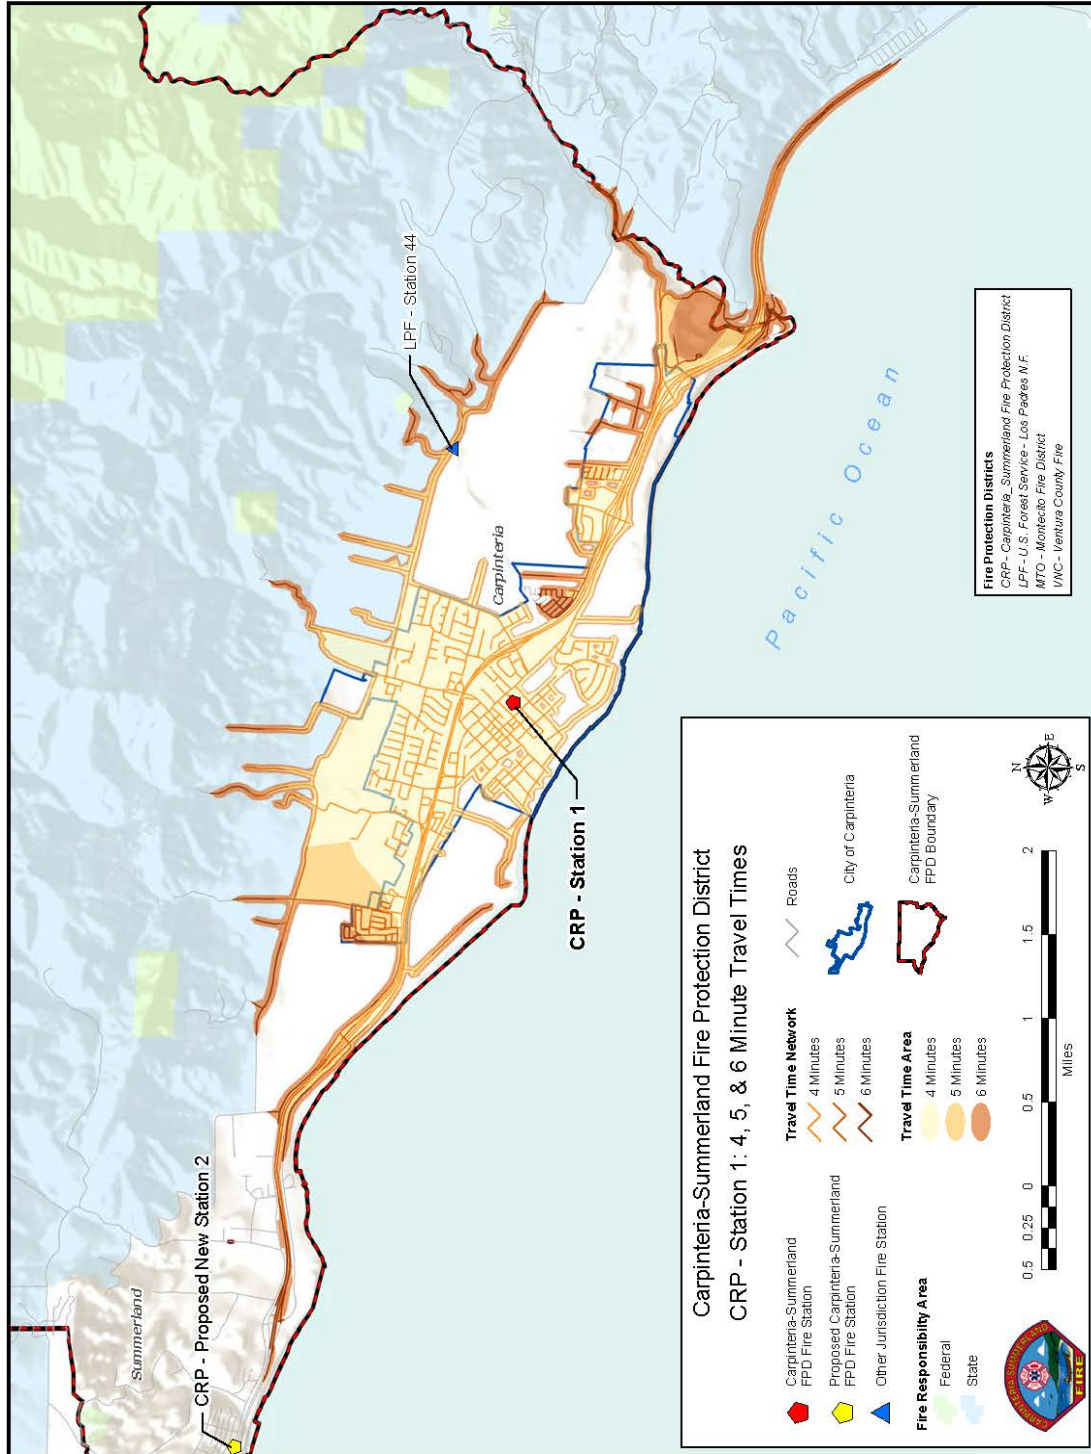 Summerland
CRP - Proposed New Station 2
LPF - Station 44
Carpinteria
CRP - Station 1
Pacific Ocean
Fire Protection Districts
CRP - Carpinteria_Summerland Fire Protection District
LPF - U.S. Forest Service - Los Padres N.F.
MTO - Montecito Fire District
VNC - Ventura County Fire
Carpinteria-Summerland Fire Protection District
CRP - Station 1: 4, 5, & 6 Minute Travel Times
Carpinteria-Summerland
FPD Fire Station
Proposed Carpinteria-Summerland
FPD Fire Station
Other Jurisdiction Fire Station
Fire Responsibility Area
Federal
State
Travel Time Network
4 Minutes
5 Minutes
6 Minutes
Travel Time Area
4 Minutes
5 Minutes
6 Minutes
Roads
City of Carpinteria
Carpinteria-Summerland
FPD Boundary
CARPINTERIA-SUMMERLAND
FIRE
0.5 0.25 0 0.5 1 1.5 2
Miles
N
W E
S